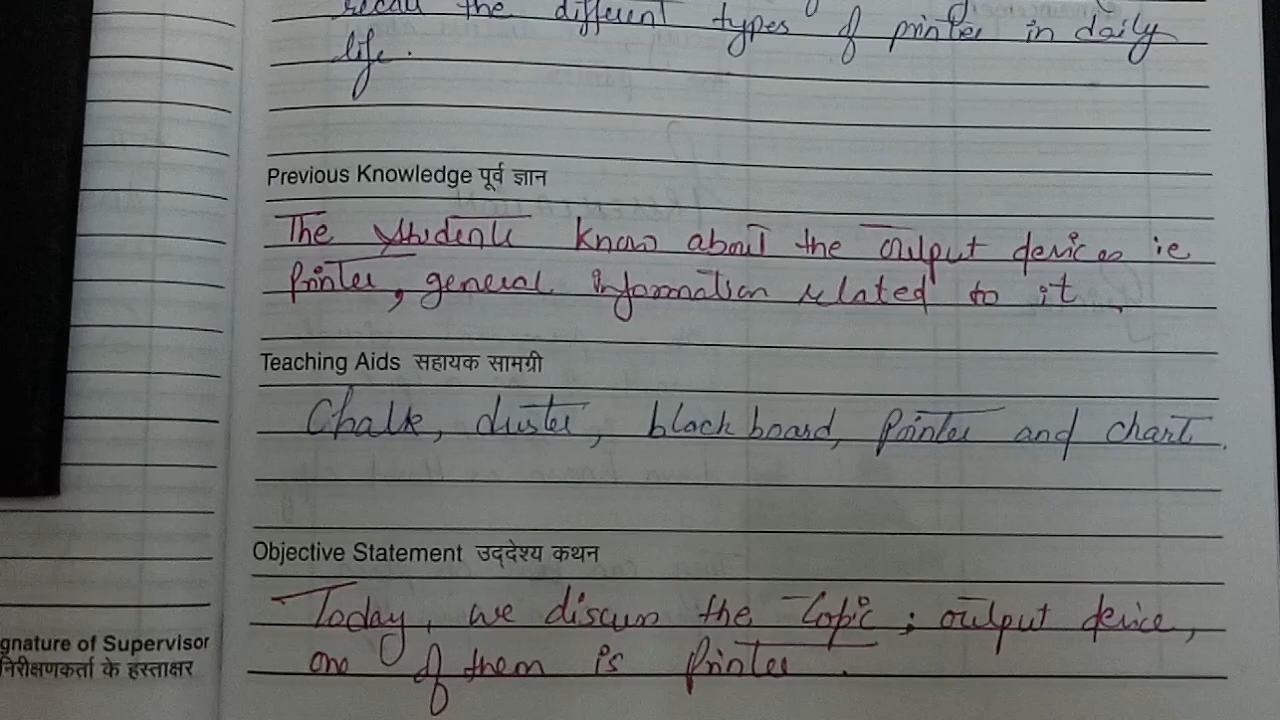 recall the different types of printer in daily
life.
Previous Knowledge पूर्व ज्ञान
The students know about the output devices ie
Printer, general information related to it.
Teaching Aids सहायक सामग्री
Chalk, duster, black board, Printer and chart.
Objective Statement उद्देश्य कथन
Today, we discuss the Topic; output device,
one of them is Printer.
gnature of Supervisor
निरीक्षणकर्ता के हस्ताक्षर